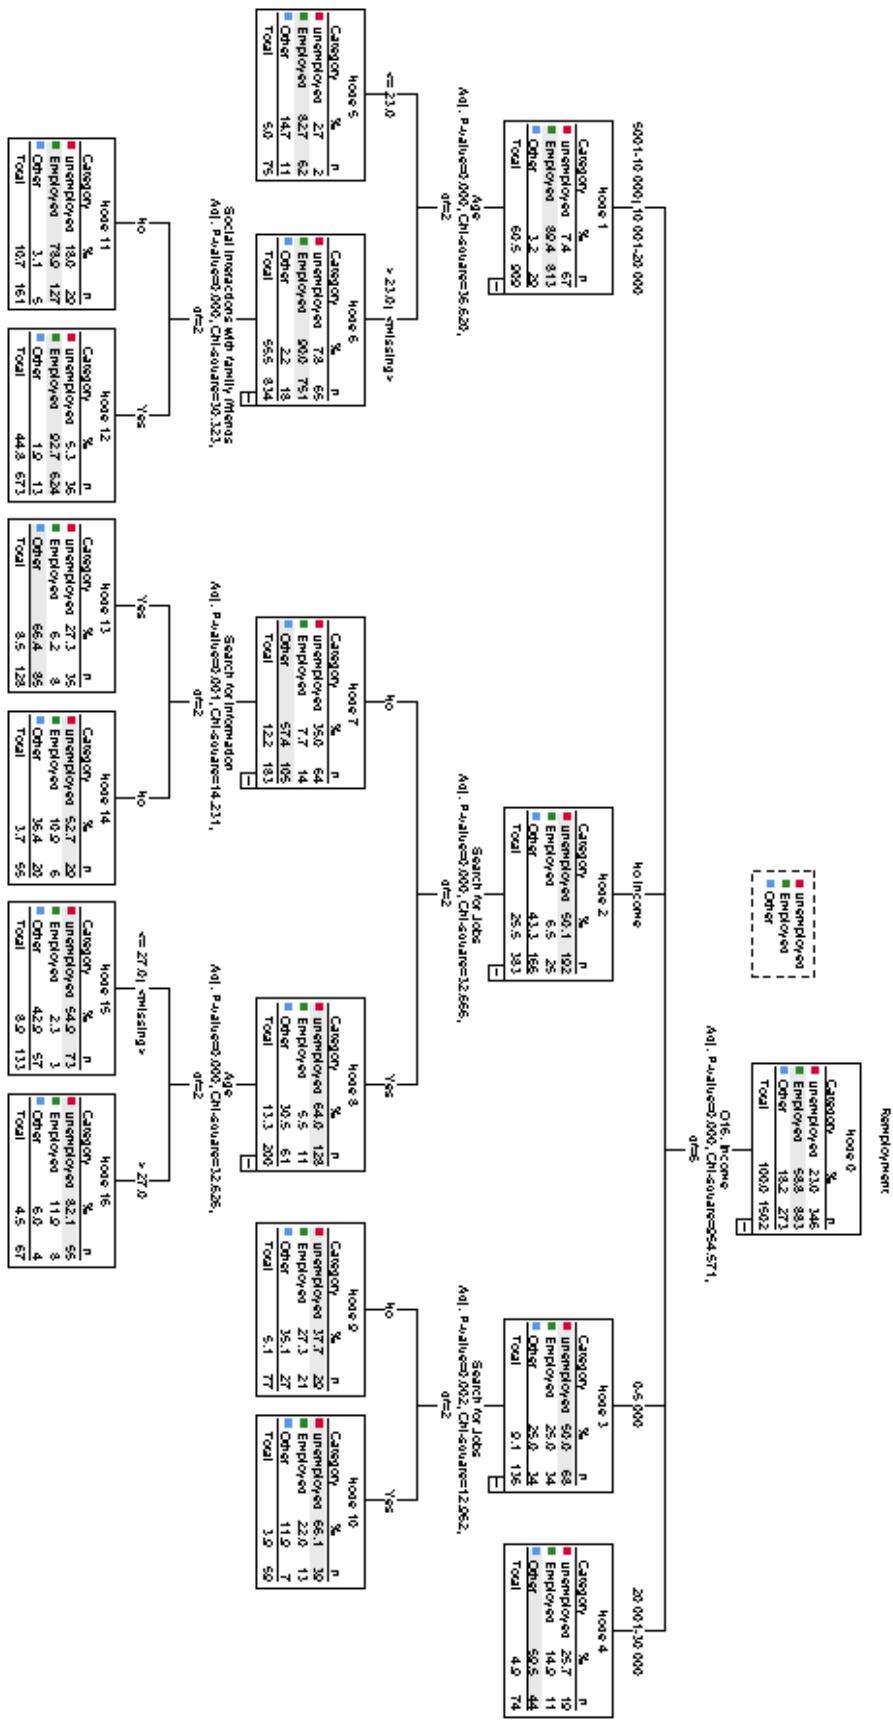 Remployment
Node 0
Category % n
unemployed 23.0 346
Employed 58.8 883
Other 18.2 273
Total 100.0 1502
unemployed
Employed
Other
Q16. Income
Adj. P-value=0.000, Chi-square=954.571,
df=6
5001-10 000; 10 001-20 000
No income
0-5 000
20 001-30 000
Node 1
Category % n
unemployed 7.4 67
Employed 89.4 813
Other 3.2 29
Total 60.5 909
Node 2
Category % n
unemployed 50.1 192
Employed 6.5 25
Other 43.3 166
Total 25.5 383
Node 3
Category % n
unemployed 50.0 68
Employed 25.0 34
Other 25.0 34
Total 9.1 136
Node 4
Category % n
unemployed 25.7 19
Employed 14.9 11
Other 59.5 44
Total 4.9 74
Age
Adj. P-value=0.000, Chi-square=36.620,
df=2
Search for Jobs
Adj. P-value=0.000, Chi-square=32.666,
df=2
Search for Jobs
Adj. P-value=0.002, Chi-square=12.962,
df=2
<= 23.0
> 23.0; <missing>
No
Yes
No
Yes
Node 5
Category % n
unemployed 2.7 2
Employed 82.7 62
Other 14.7 11
Total 5.0 75
Node 6
Category % n
unemployed 7.8 65
Employed 90.0 751
Other 2.2 18
Total 55.5 834
Node 7
Category % n
unemployed 35.0 64
Employed 7.7 14
Other 57.4 105
Total 12.2 183
Node 8
Category % n
unemployed 64.0 128
Employed 5.5 11
Other 30.5 61
Total 13.3 200
Node 9
Category % n
unemployed 37.7 29
Employed 27.3 21
Other 35.1 27
Total 5.1 77
Node 10
Category % n
unemployed 66.1 39
Employed 22.0 13
Other 11.9 7
Total 3.9 59
Social interactions with family /friends
Adj. P-value=0.000, Chi-square=30.323,
df=2
Search for Information
Adj. P-value=0.001, Chi-square=14.231,
df=2
Age
Adj. P-value=0.000, Chi-square=32.626,
df=2
No
Yes
Yes
No
<= 27.0; <missing>
> 27.0
Node 11
Category % n
unemployed 18.0 29
Employed 78.9 127
Other 3.1 5
Total 10.7 161
Node 12
Category % n
unemployed 5.3 36
Employed 92.7 624
Other 1.9 13
Total 44.8 673
Node 13
Category % n
unemployed 27.3 35
Employed 6.2 8
Other 66.4 85
Total 8.5 128
Node 14
Category % n
unemployed 52.7 29
Employed 10.9 6
Other 36.4 20
Total 3.7 55
Node 15
Category % n
unemployed 54.9 73
Employed 2.3 3
Other 42.9 57
Total 8.9 133
Node 16
Category % n
unemployed 82.1 55
Employed 11.9 8
Other 6.0 4
Total 4.5 67